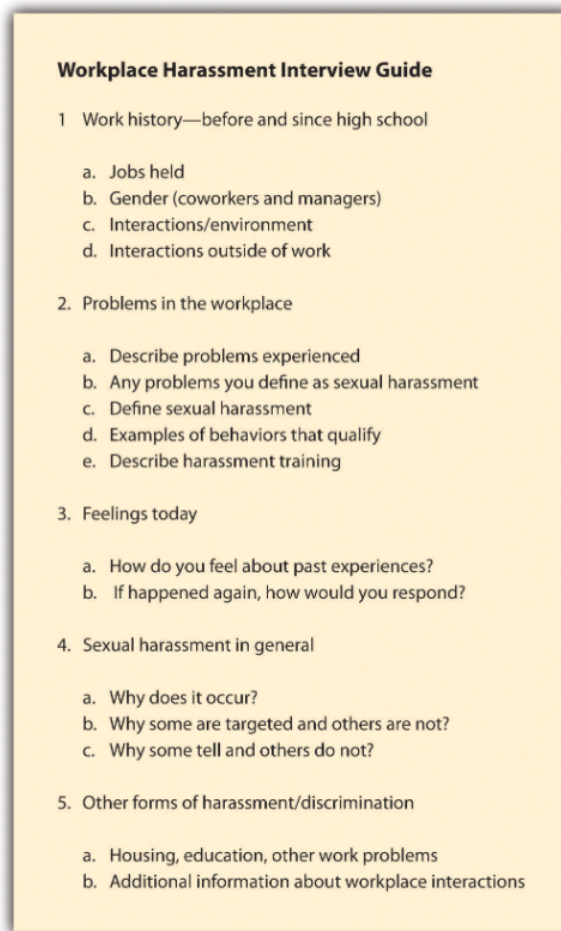 Workplace Harassment Interview Guide
1 Work history—before and since high school
a. Jobs held
b. Gender (coworkers and managers)
c. Interactions/environment
d. Interactions outside of work
2. Problems in the workplace
a. Describe problems experienced
b. Any problems you define as sexual harassment
c. Define sexual harassment
d. Examples of behaviors that qualify
e. Describe harassment training
3. Feelings today
a. How do you feel about past experiences?
b. If happened again, how would you respond?
4. Sexual harassment in general
a. Why does it occur?
b. Why some are targeted and others are not?
c. Why some tell and others do not?
5. Other forms of harassment/discrimination
a. Housing, education, other work problems
b. Additional information about workplace interactions